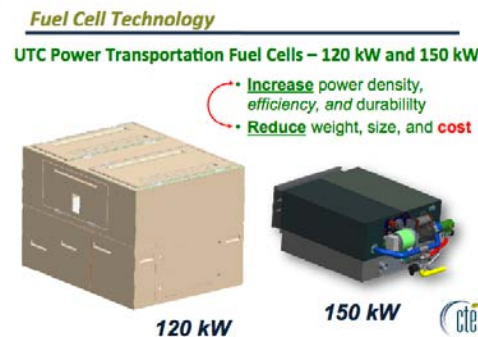 Fuel Cell Technology
UTC Power Transportation Fuel Cells – 120 kW and 150 kW
• Increase power density,
efficiency, and durabililty
• Reduce weight, size, and cost
120 kW
150 kW
cte